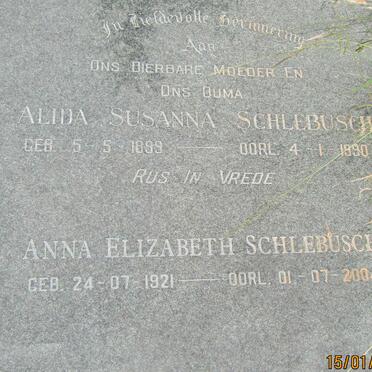 In Liefdevolle Herinnering
Aan
ONS DIERBARE MOEDER EN
ONS OUMA
ALIDA SUSANNA SCHLEBUSCH
GEB. 5-5-1899 — OORL. 4-1-1990
RUS IN VREDE
ANNA ELIZABETH SCHLEBUSCH
GEB. 24-07-1921 — OORL. 01-07-200
15/01/